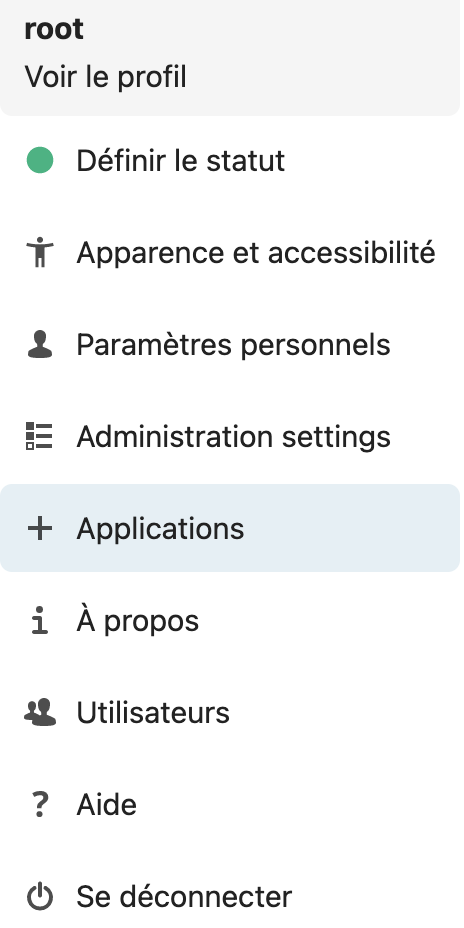 root
Voir le profil
Définir le statut
Apparence et accessibilité
Paramètres personnels
Administration settings
Applications
À propos
Utilisateurs
Aide
Se déconnecter